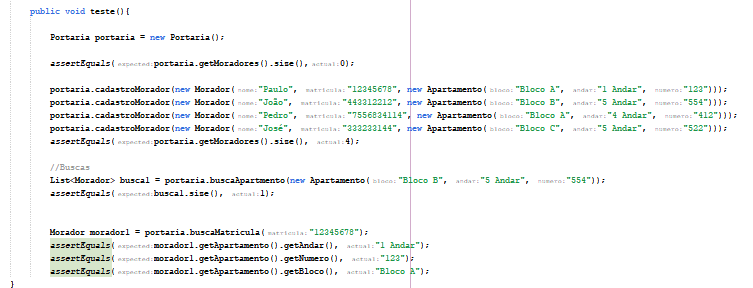 public void teste(){
Portaria portaria = new Portaria();
assertEquals( expected: portaria.getMoradores().size(), actual: 0);
portaria.cadastroMorador(new Morador( nome: "Paulo", matricula: "12345678", new Apartamento( bloco: "Bloco A", andar: "1 Andar", numero: "123")));
portaria.cadastroMorador(new Morador( nome: "João", matricula: "443312212", new Apartamento( bloco: "Bloco B", andar: "5 Andar", numero: "554")));
portaria.cadastroMorador(new Morador( nome: "Pedro", matricula: "7556834114", new Apartamento( bloco: "Bloco A", andar: "4 Andar", numero: "412")));
portaria.cadastroMorador(new Morador( nome: "José", matricula: "333233144", new Apartamento( bloco: "Bloco C", andar: "5 Andar", numero: "522")));
assertEquals( expected: portaria.getMoradores().size(), actual: 4);
//Buscas
List<Morador> busca1 = portaria.buscaApartmento(new Apartamento( bloco: "Bloco B", andar: "5 Andar", numero: "554"));
assertEquals( expected: busca1.size(), actual: 1);
Morador morador1 = portaria.buscaMatricula( matricula: "12345678");
assertEquals( expected: morador1.getApartamento().getAndar(), actual: "1 Andar");
assertEquals( expected: morador1.getApartamento().getNumero(), actual: "123");
assertEquals( expected: morador1.getApartamento().getBloco(), actual: "Bloco A");
}